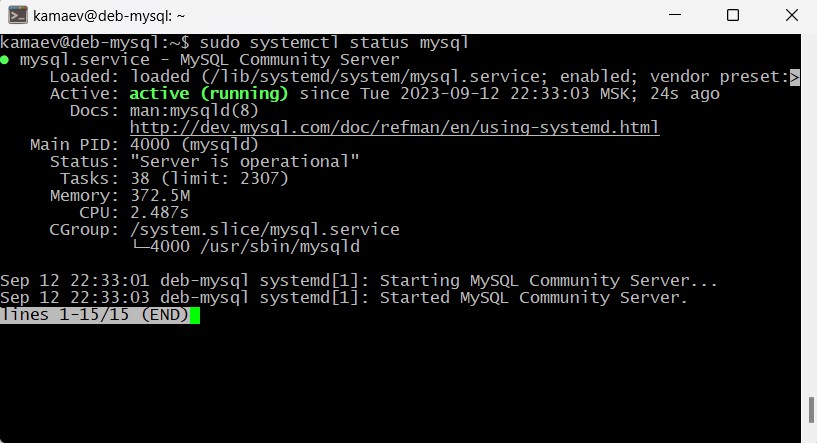 kamaev@deb-mysql: ~
kamaev@deb-mysql:~$ sudo systemctl status mysql
● mysql.service - MySQL Community Server
     Loaded: loaded (/lib/systemd/system/mysql.service; enabled; vendor preset:>
     Active: active (running) since Tue 2023-09-12 22:33:03 MSK; 24s ago
       Docs: man:mysqld(8)
             http://dev.mysql.com/doc/refman/en/using-systemd.html
   Main PID: 4000 (mysqld)
     Status: "Server is operational"
      Tasks: 38 (limit: 2307)
     Memory: 372.5M
        CPU: 2.487s
     CGroup: /system.slice/mysql.service
             └─4000 /usr/sbin/mysqld

Sep 12 22:33:01 deb-mysql systemd[1]: Starting MySQL Community Server...
Sep 12 22:33:03 deb-mysql systemd[1]: Started MySQL Community Server.
lines 1-15/15 (END)